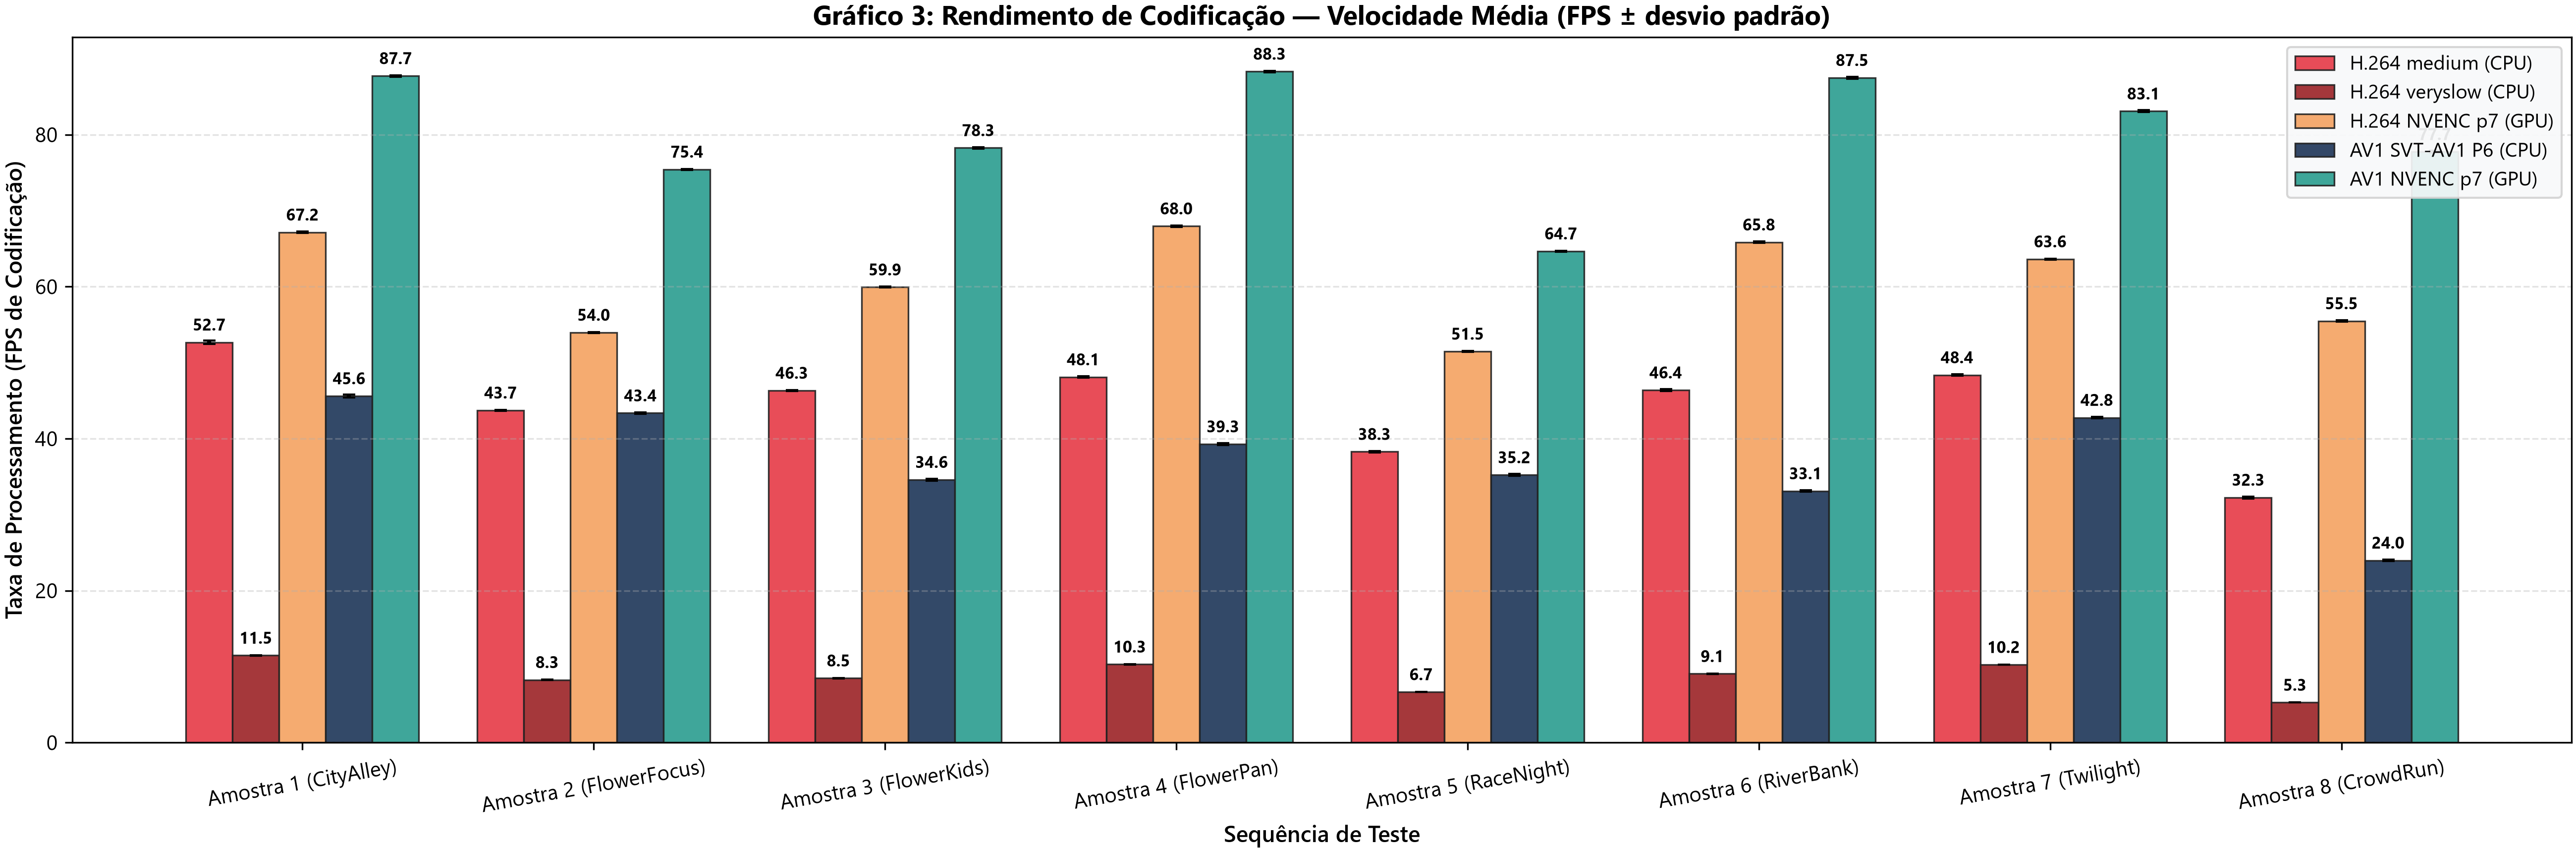 Gráfico 3: Rendimento de Codificação — Velocidade Média (FPS ± desvio padrão)
Taxa de Processamento (FPS de Codificação)
80
60
40
20
0
H.264 medium (CPU)
H.264 veryslow (CPU)
H.264 NVENC p7 (GPU)
AV1 SVT-AV1 P6 (CPU)
AV1 NVENC p7 (GPU)
52.7
11.5
67.2
45.6
87.7
43.7
8.3
54.0
43.4
75.4
46.3
8.5
59.9
34.6
78.3
48.1
10.3
68.0
39.3
88.3
38.3
6.7
51.5
35.2
64.7
46.4
9.1
65.8
33.1
87.5
48.4
10.2
63.6
42.8
83.1
32.3
5.3
55.5
24.0
Amostra 1 (CityAlley)
Amostra 2 (FlowerFocus)
Amostra 3 (FlowerKids)
Amostra 4 (FlowerPan)
Amostra 5 (RaceNight)
Amostra 6 (RiverBank)
Amostra 7 (Twilight)
Amostra 8 (CrowdRun)
Sequência de Teste